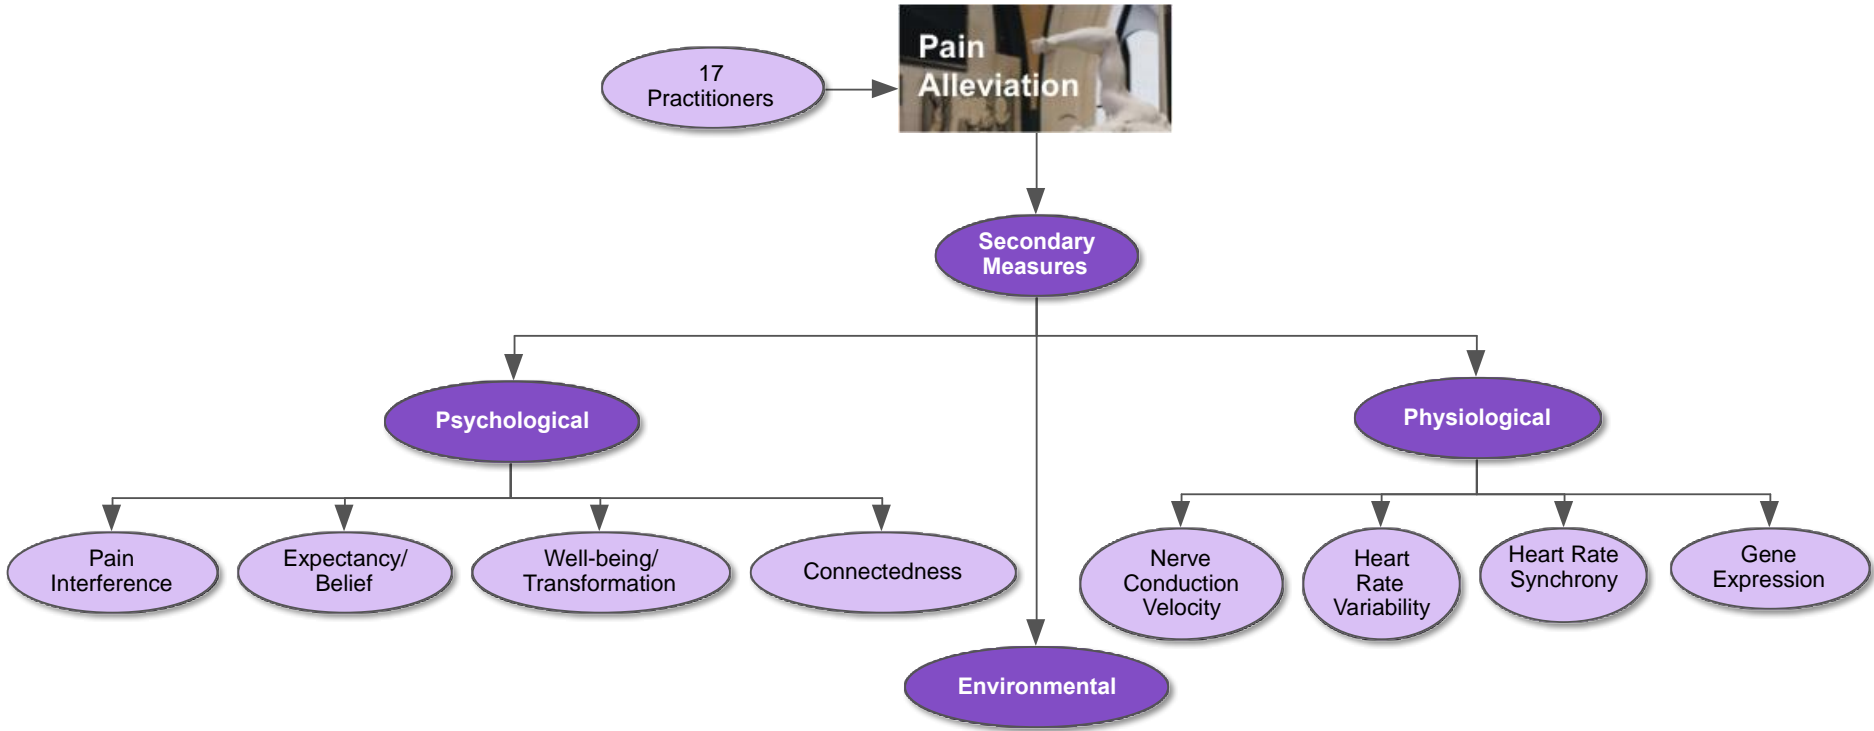 17
Practitioners
Pain
Alleviation
Secondary
Measures
Psychological
Physiological
Pain
Interference
Expectancy/
Belief
Well-being/
Transformation
Connectedness
Nerve
Conduction
Velocity
Heart
Rate
Variability
Heart Rate
Synchrony
Gene
Expression
Environmental